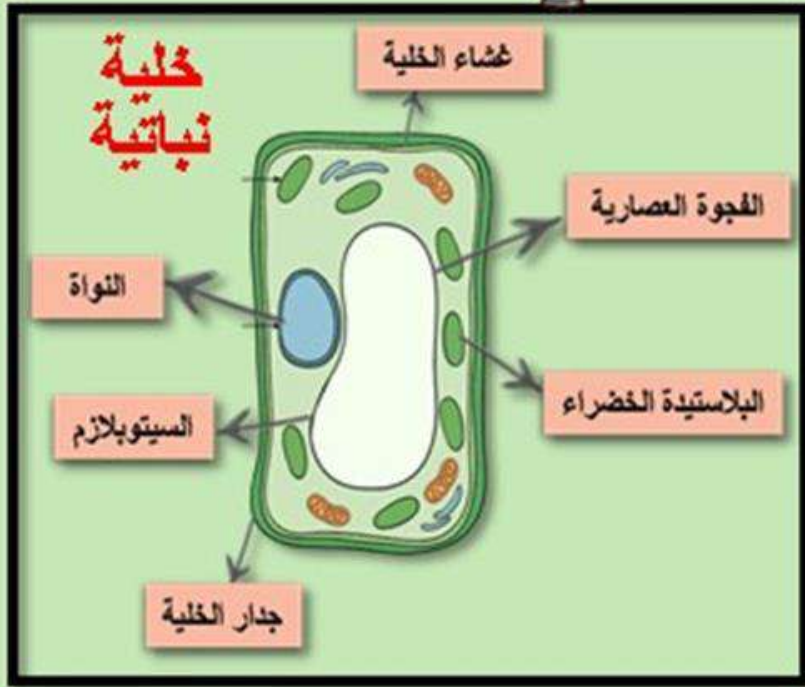 خلية
نباتية
غشاء الخلية
الفجوة العصارية
النواة
البلاستيدة الخضراء
السيتوبلازم
جدار الخلية